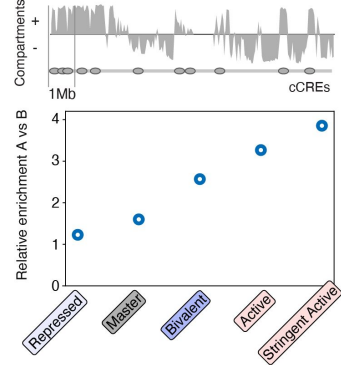 Compartments
+
-
1Mb
cCREs
Relative enrichment A vs B
4
3
2
1
0
Repressed
Master
Bivalent
Active
Stringent Active